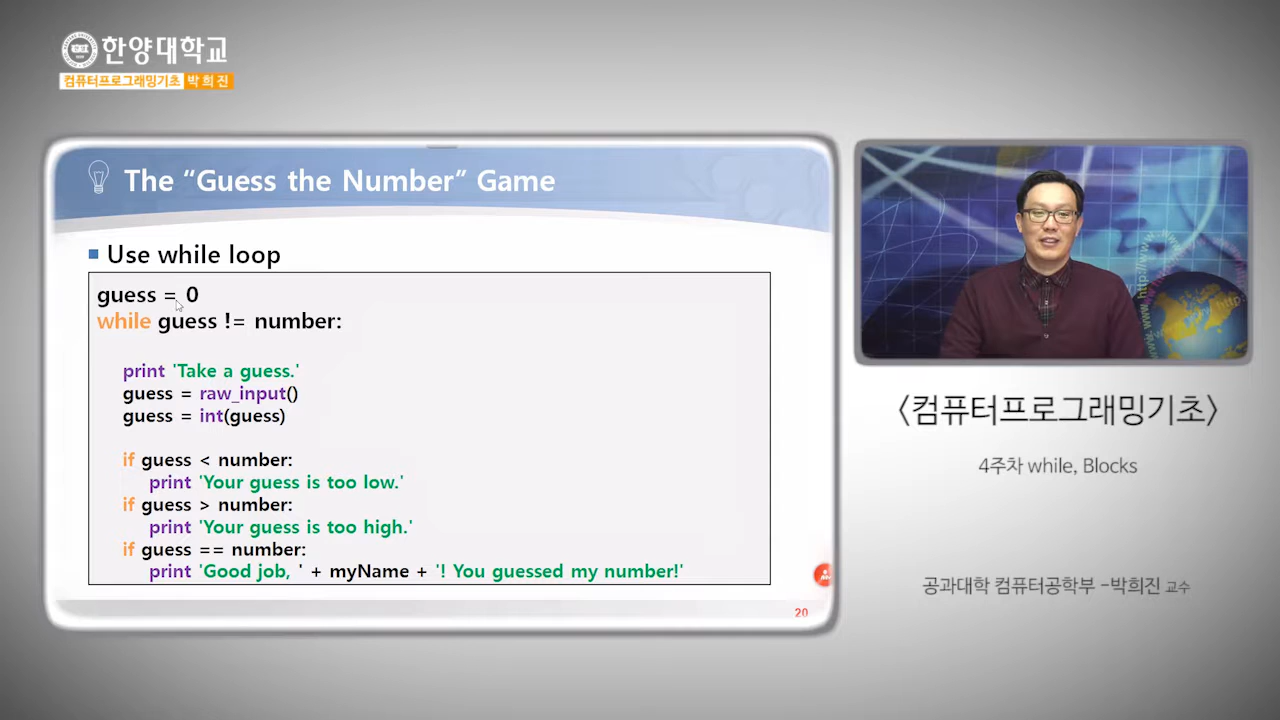 한양대학교
컴퓨터프로그래밍기초 박희진
The “Guess the Number” Game
Use while loop
guess = 0
while guess != number:
print 'Take a guess.'
guess = raw_input()
guess = int(guess)
if guess < number:
print 'Your guess is too low.'
if guess > number:
print 'Your guess is too high.'
if guess == number:
print 'Good job, ' + myName + '! You guessed my number!'
20
〈컴퓨터프로그래밍기초〉
4주차 while, Blocks
공과대학 컴퓨터공학부 –박희진 교수